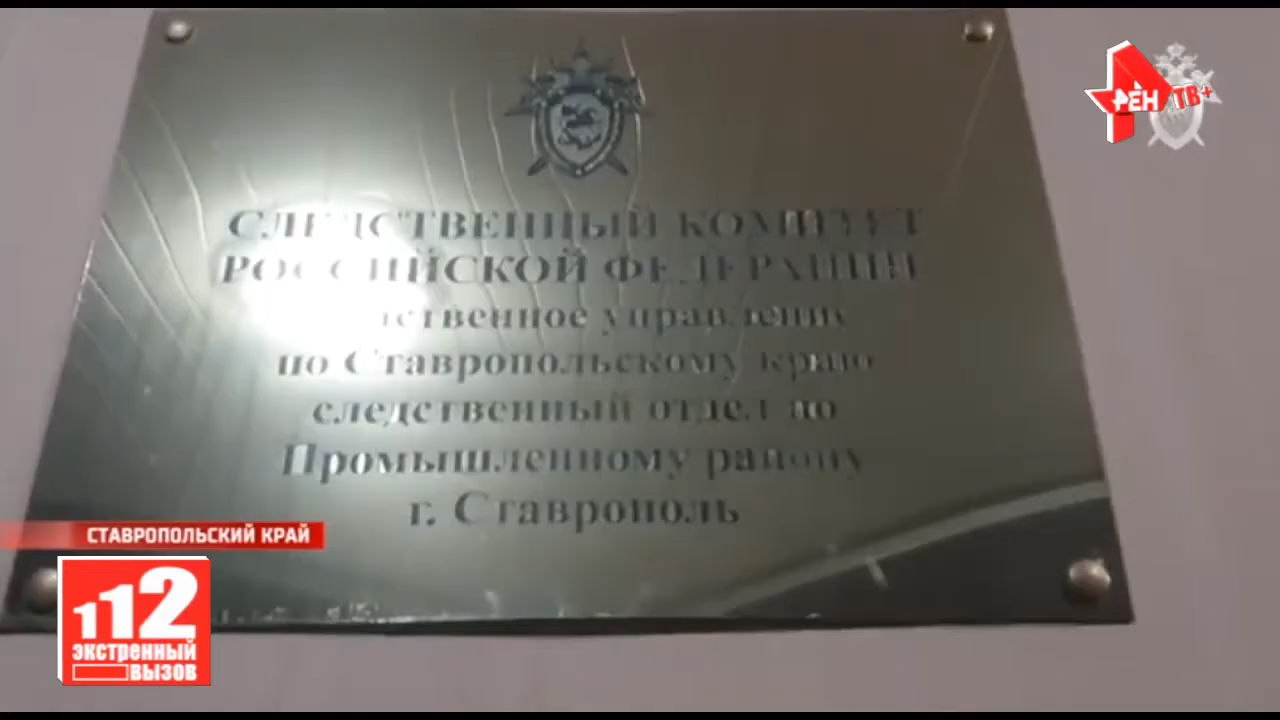 РЕН ТВ+
СЛЕДСТВЕННЫЙ КОМИТЕТ
РОССИЙСКОЙ ФЕДЕРАЦИИ
управление
по Ставропольскому краю
следственный отдел по
Промышленному району
г. Ставрополь
СТАВРОПОЛЬСКИЙ КРАЙ
112
ЭКСТРЕННЫЙ
ВЫЗОВ